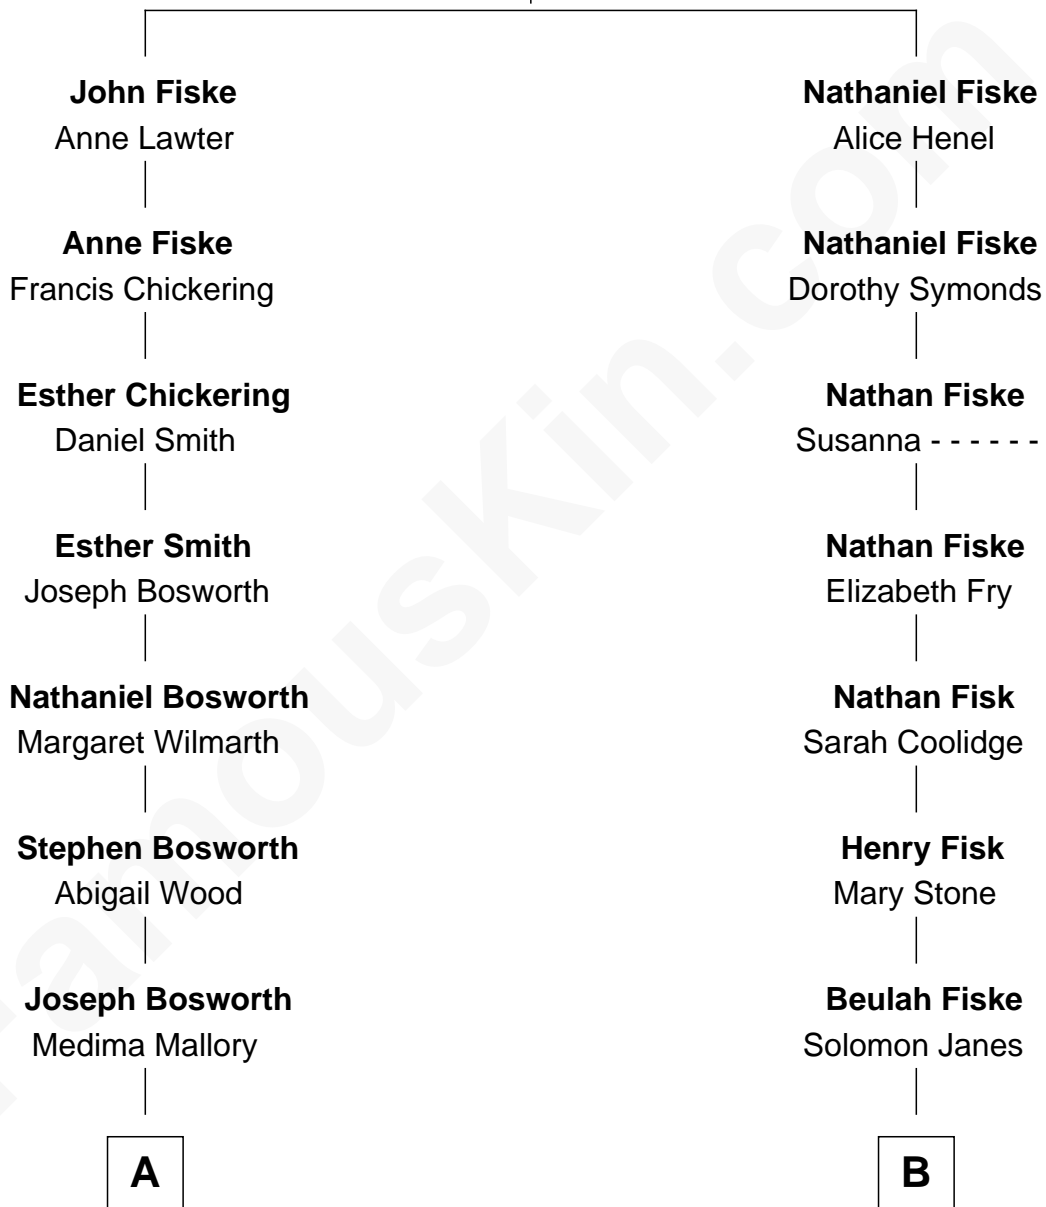 John Fiske
Anne Lawter
Anne Fiske
Francis Chickering
Esther Chickering
Daniel Smith
Esther Smith
Joseph Bosworth
Nathaniel Bosworth
Margaret Wilmarth
Stephen Bosworth
Abigail Wood
Joseph Bosworth
Medima Mallory
A
Nathaniel Fiske
Alice Henel
Nathaniel Fiske
Dorothy Symonds
Nathan Fiske
Susanna - - - - - -
Nathan Fiske
Elizabeth Fry
Nathan Fisk
Sarah Coolidge
Henry Fisk
Mary Stone
Beulah Fiske
Solomon Janes
B
FamousKin.com